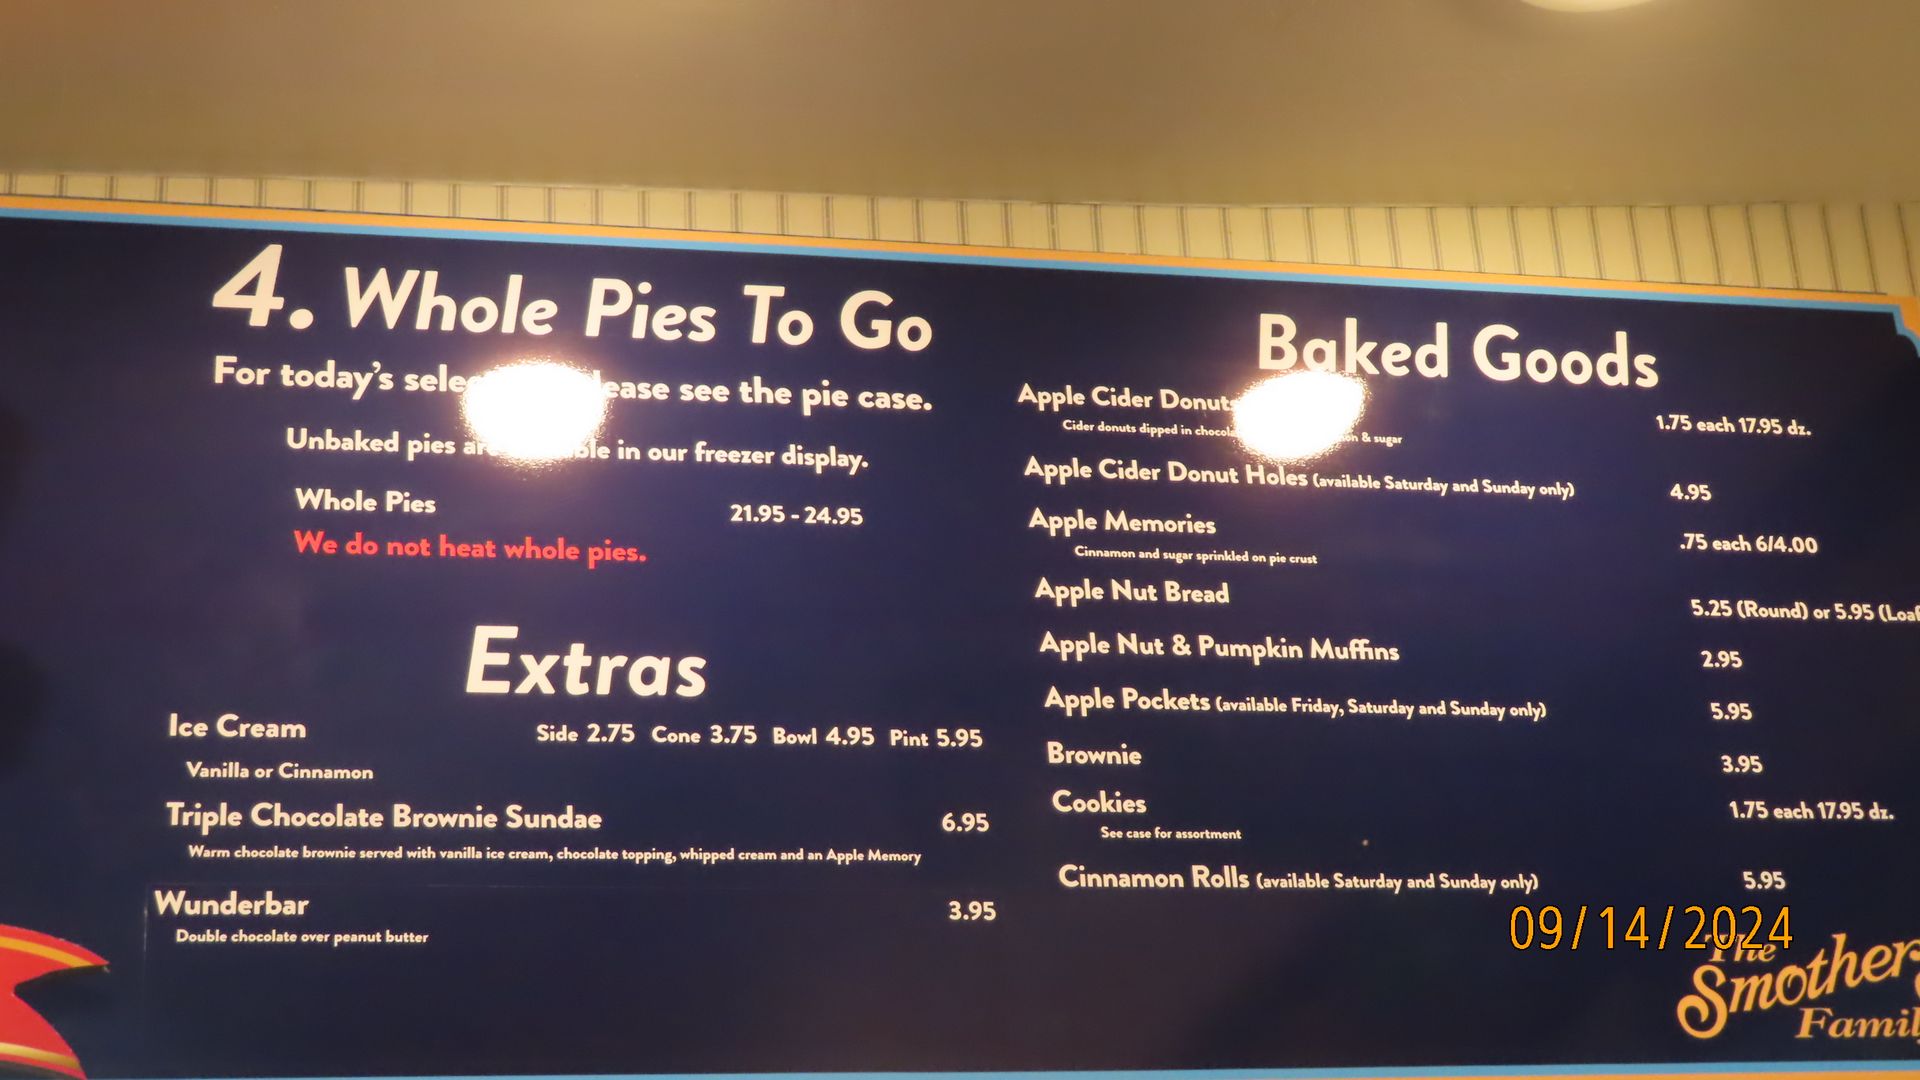 4. Whole Pies To Go
For today's see the pie case.
Unbaked pies in our freezer display.
Whole Pies 21.95 - 24.95
We do not heat whole pies.
Extras
Ice Cream Side 2.75 Cone 3.75 Bowl 4.95 Pint 5.95
Vanilla or Cinnamon
Triple Chocolate Brownie Sundae 6.95
Warm chocolate brownie served with vanilla ice cream, chocolate topping, whipped cream and an Apple Memory
Wunderbar 3.95
Double chocolate over peanut butter
Baked Goods
Apple Cider Donuts 1.75 each 17.95 dz.
Cider donuts dipped in & sugar
Apple Cider Donut Holes (available Saturday and Sunday only) 4.95
Apple Memories .75 each 6/4.00
Cinnamon and sugar sprinkled on pie crust
Apple Nut Bread 5.25 (Round) or 5.95 (Loaf
Apple Nut & Pumpkin Muffins 2.95
Apple Pockets (available Friday, Saturday and Sunday only) 5.95
Brownie 3.95
Cookies 1.75 each 17.95 dz.
See case for assortment
Cinnamon Rolls (available Saturday and Sunday only) 5.95
09/14/2024
The
Smothers
Family